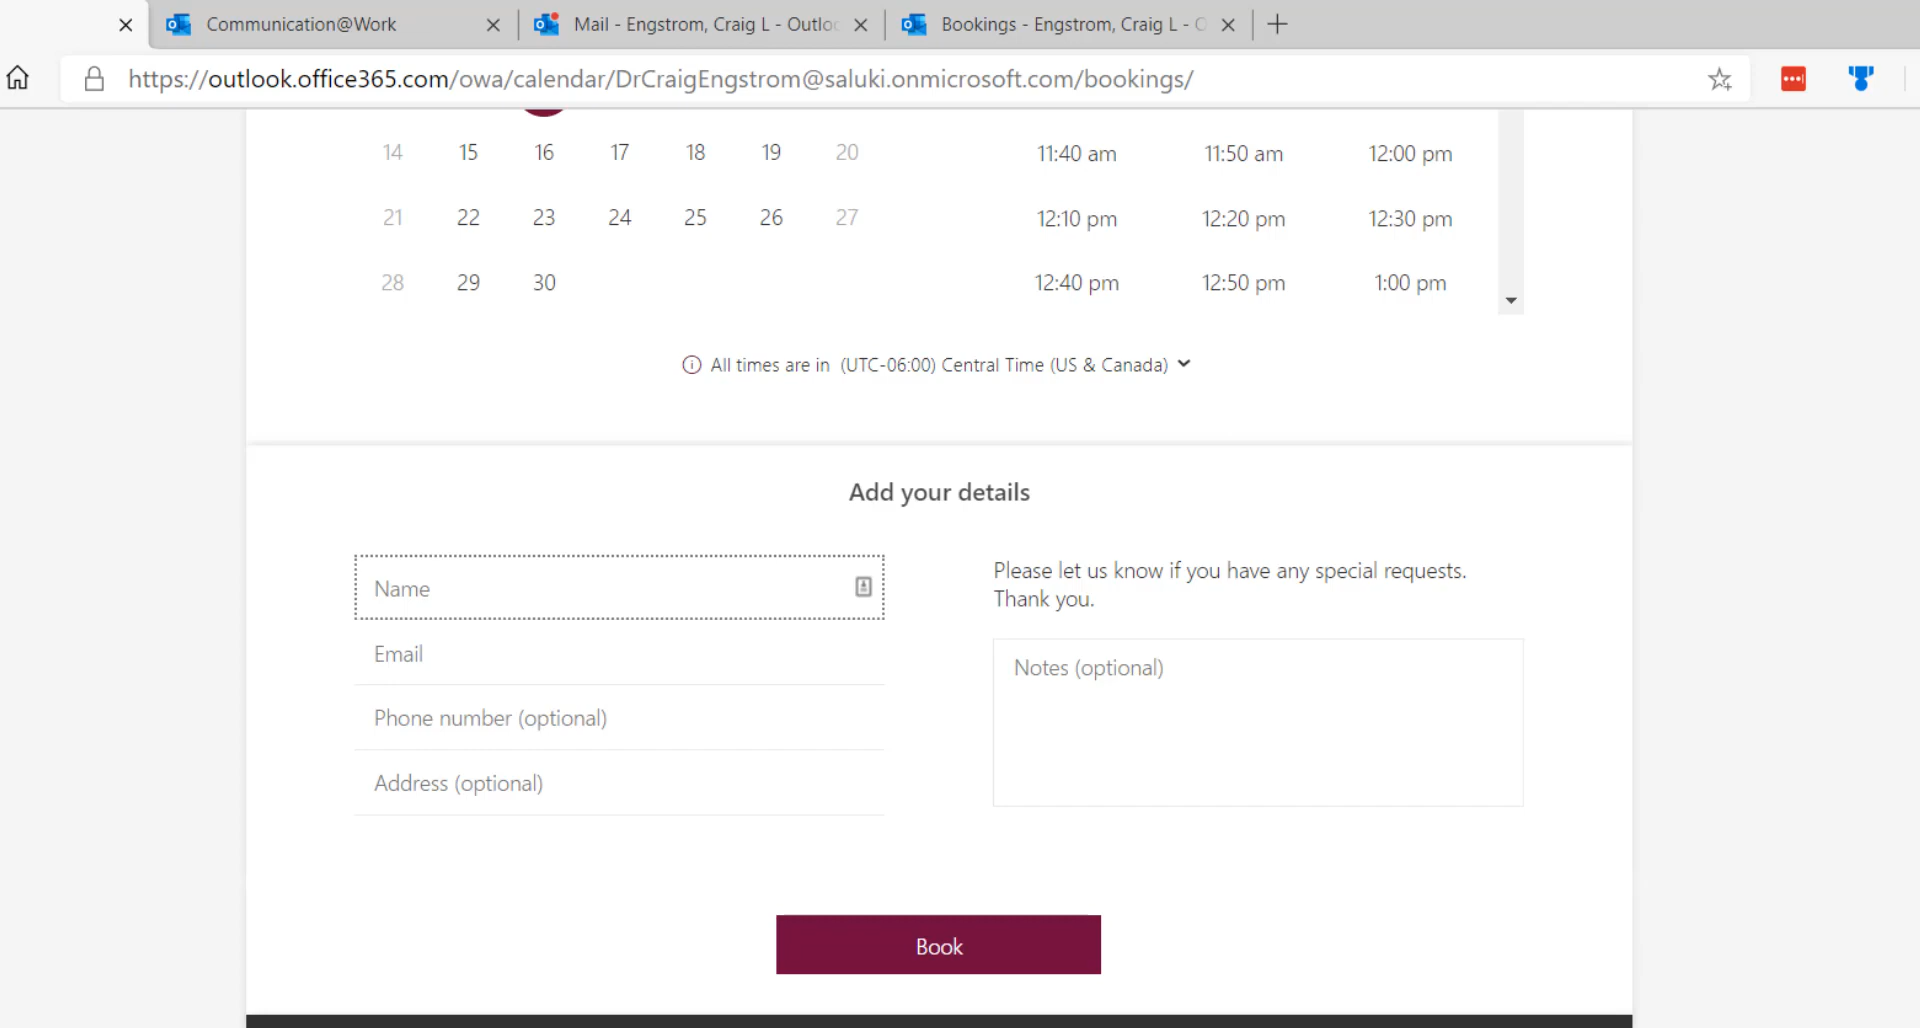 Communication@Work
Mail - Engstrom, Craig L - Outloo
Bookings - Engstrom, Craig L - O
https://outlook.office365.com/owa/calendar/DrCraigEngstrom@saluki.onmicrosoft.com/bookings/
14 15 16 17 18 19 20 11:40 am 11:50 am 12:00 pm
21 22 23 24 25 26 27 12:10 pm 12:20 pm 12:30 pm
28 29 30 12:40 pm 12:50 pm 1:00 pm
All times are in (UTC-06:00) Central Time (US & Canada)
Add your details
Name
Email
Phone number (optional)
Address (optional)
Please let us know if you have any special requests.
Thank you.
Notes (optional)
Book